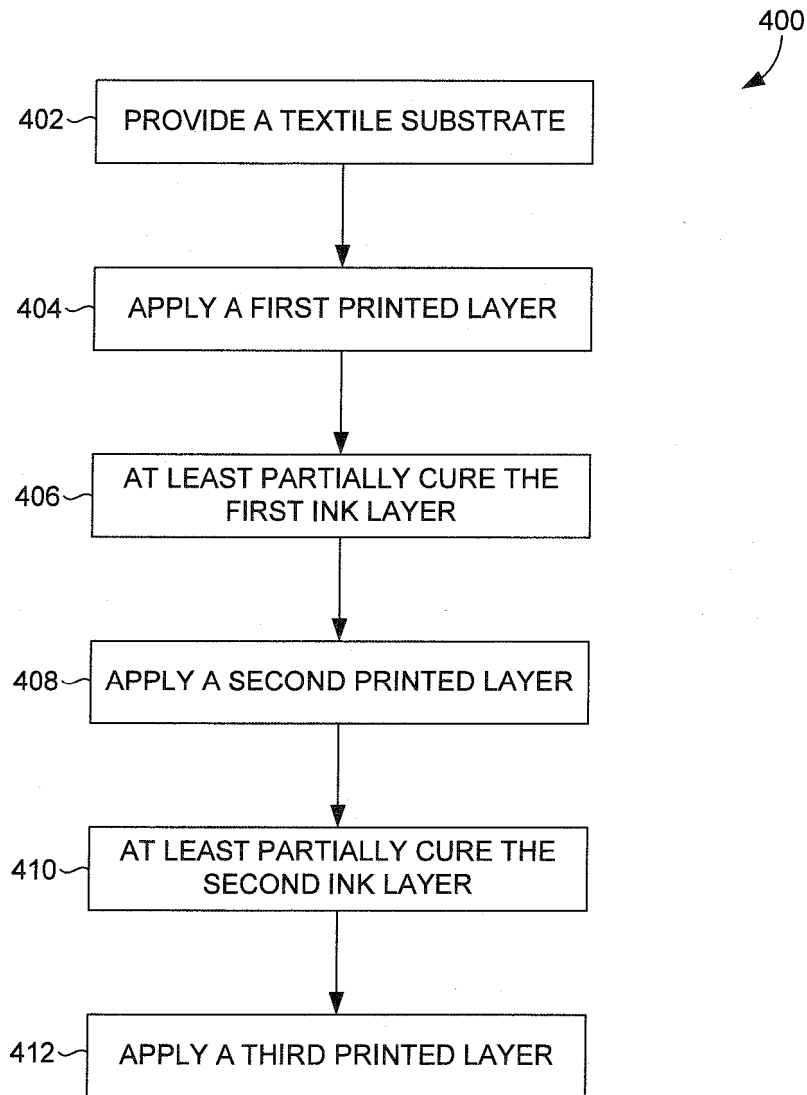 400
402 PROVIDE A TEXTILE SUBSTRATE
404 APPLY A FIRST PRINTED LAYER
406 AT LEAST PARTIALLY CURE THE
FIRST INK LAYER
408 APPLY A SECOND PRINTED LAYER
410 AT LEAST PARTIALLY CURE THE
SECOND INK LAYER
412 APPLY A THIRD PRINTED LAYER